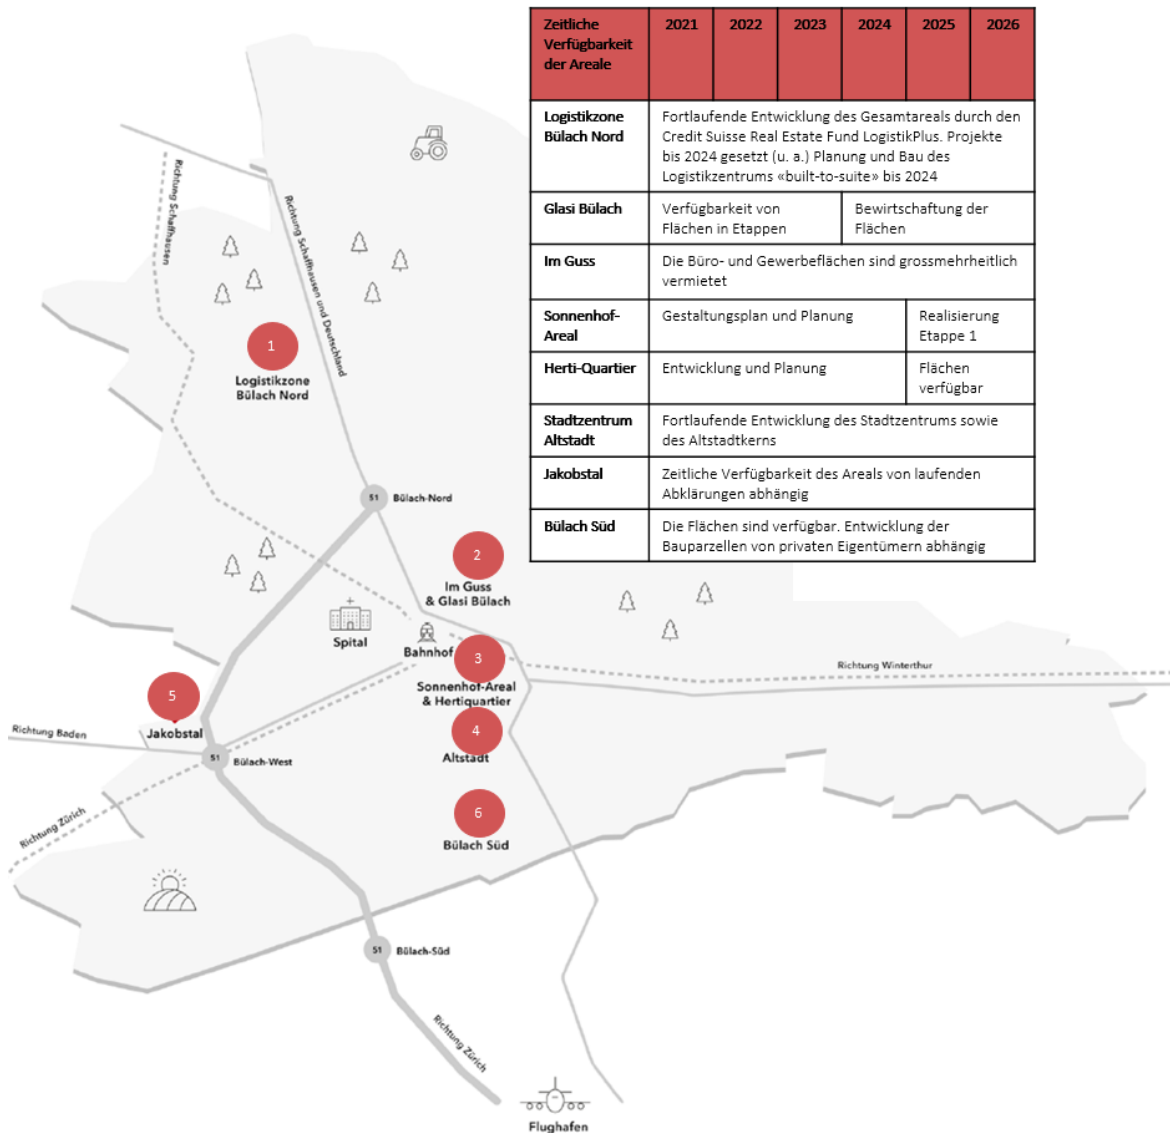 Zeitliche
Verfügbarkeit
der Areale
2021
2022
2023
2024
2025
2026
Logistikzone
Bülach Nord
Fortlaufende Entwicklung des Gesamtareals durch den
Credit Suisse Real Estate Fund LogistikPlus. Projekte
bis 2024 gesetzt (u. a.) Planung und Bau des
Logistikzentrums «built-to-suite» bis 2024
Glasi Bülach
Verfügbarkeit von
Flächen in Etappen
Bewirtschaftung der
Flächen
Im Guss
Die Büro- und Gewerbeflächen sind grossmehrheitlich
vermietet
Sonnenhof-
Areal
Gestaltungsplan und Planung
Realisierung
Etappe 1
Herti-Quartier
Entwicklung und Planung
Flächen
verfügbar
Stadtzentrum
Altstadt
Fortlaufende Entwicklung des Stadtzentrums sowie
des Altstadtkerns
Jakobstal
Zeitliche Verfügbarkeit des Areals von laufenden
Abklärungen abhängig
Bülach Süd
Die Flächen sind verfügbar. Entwicklung der
Bauparzellen von privaten Eigentümern abhängig
Richtung Schaffhausen
Richtung Schaffhausen und Deutschland
1
Logistikzone
Bülach Nord
51
Bülach-Nord
2
Im Guss
& Glasi Bülach
Spital
Bahnhof
3
Sonnenhof-Areal
& Hertiquartier
Richtung Winterthur
5
Jakobstal
Richtung Baden
4
Altstadt
51
Bülach-West
Richtung Zürich
6
Bülach Süd
51
Bülach-Süd
Richtung Zürich
Flughafen